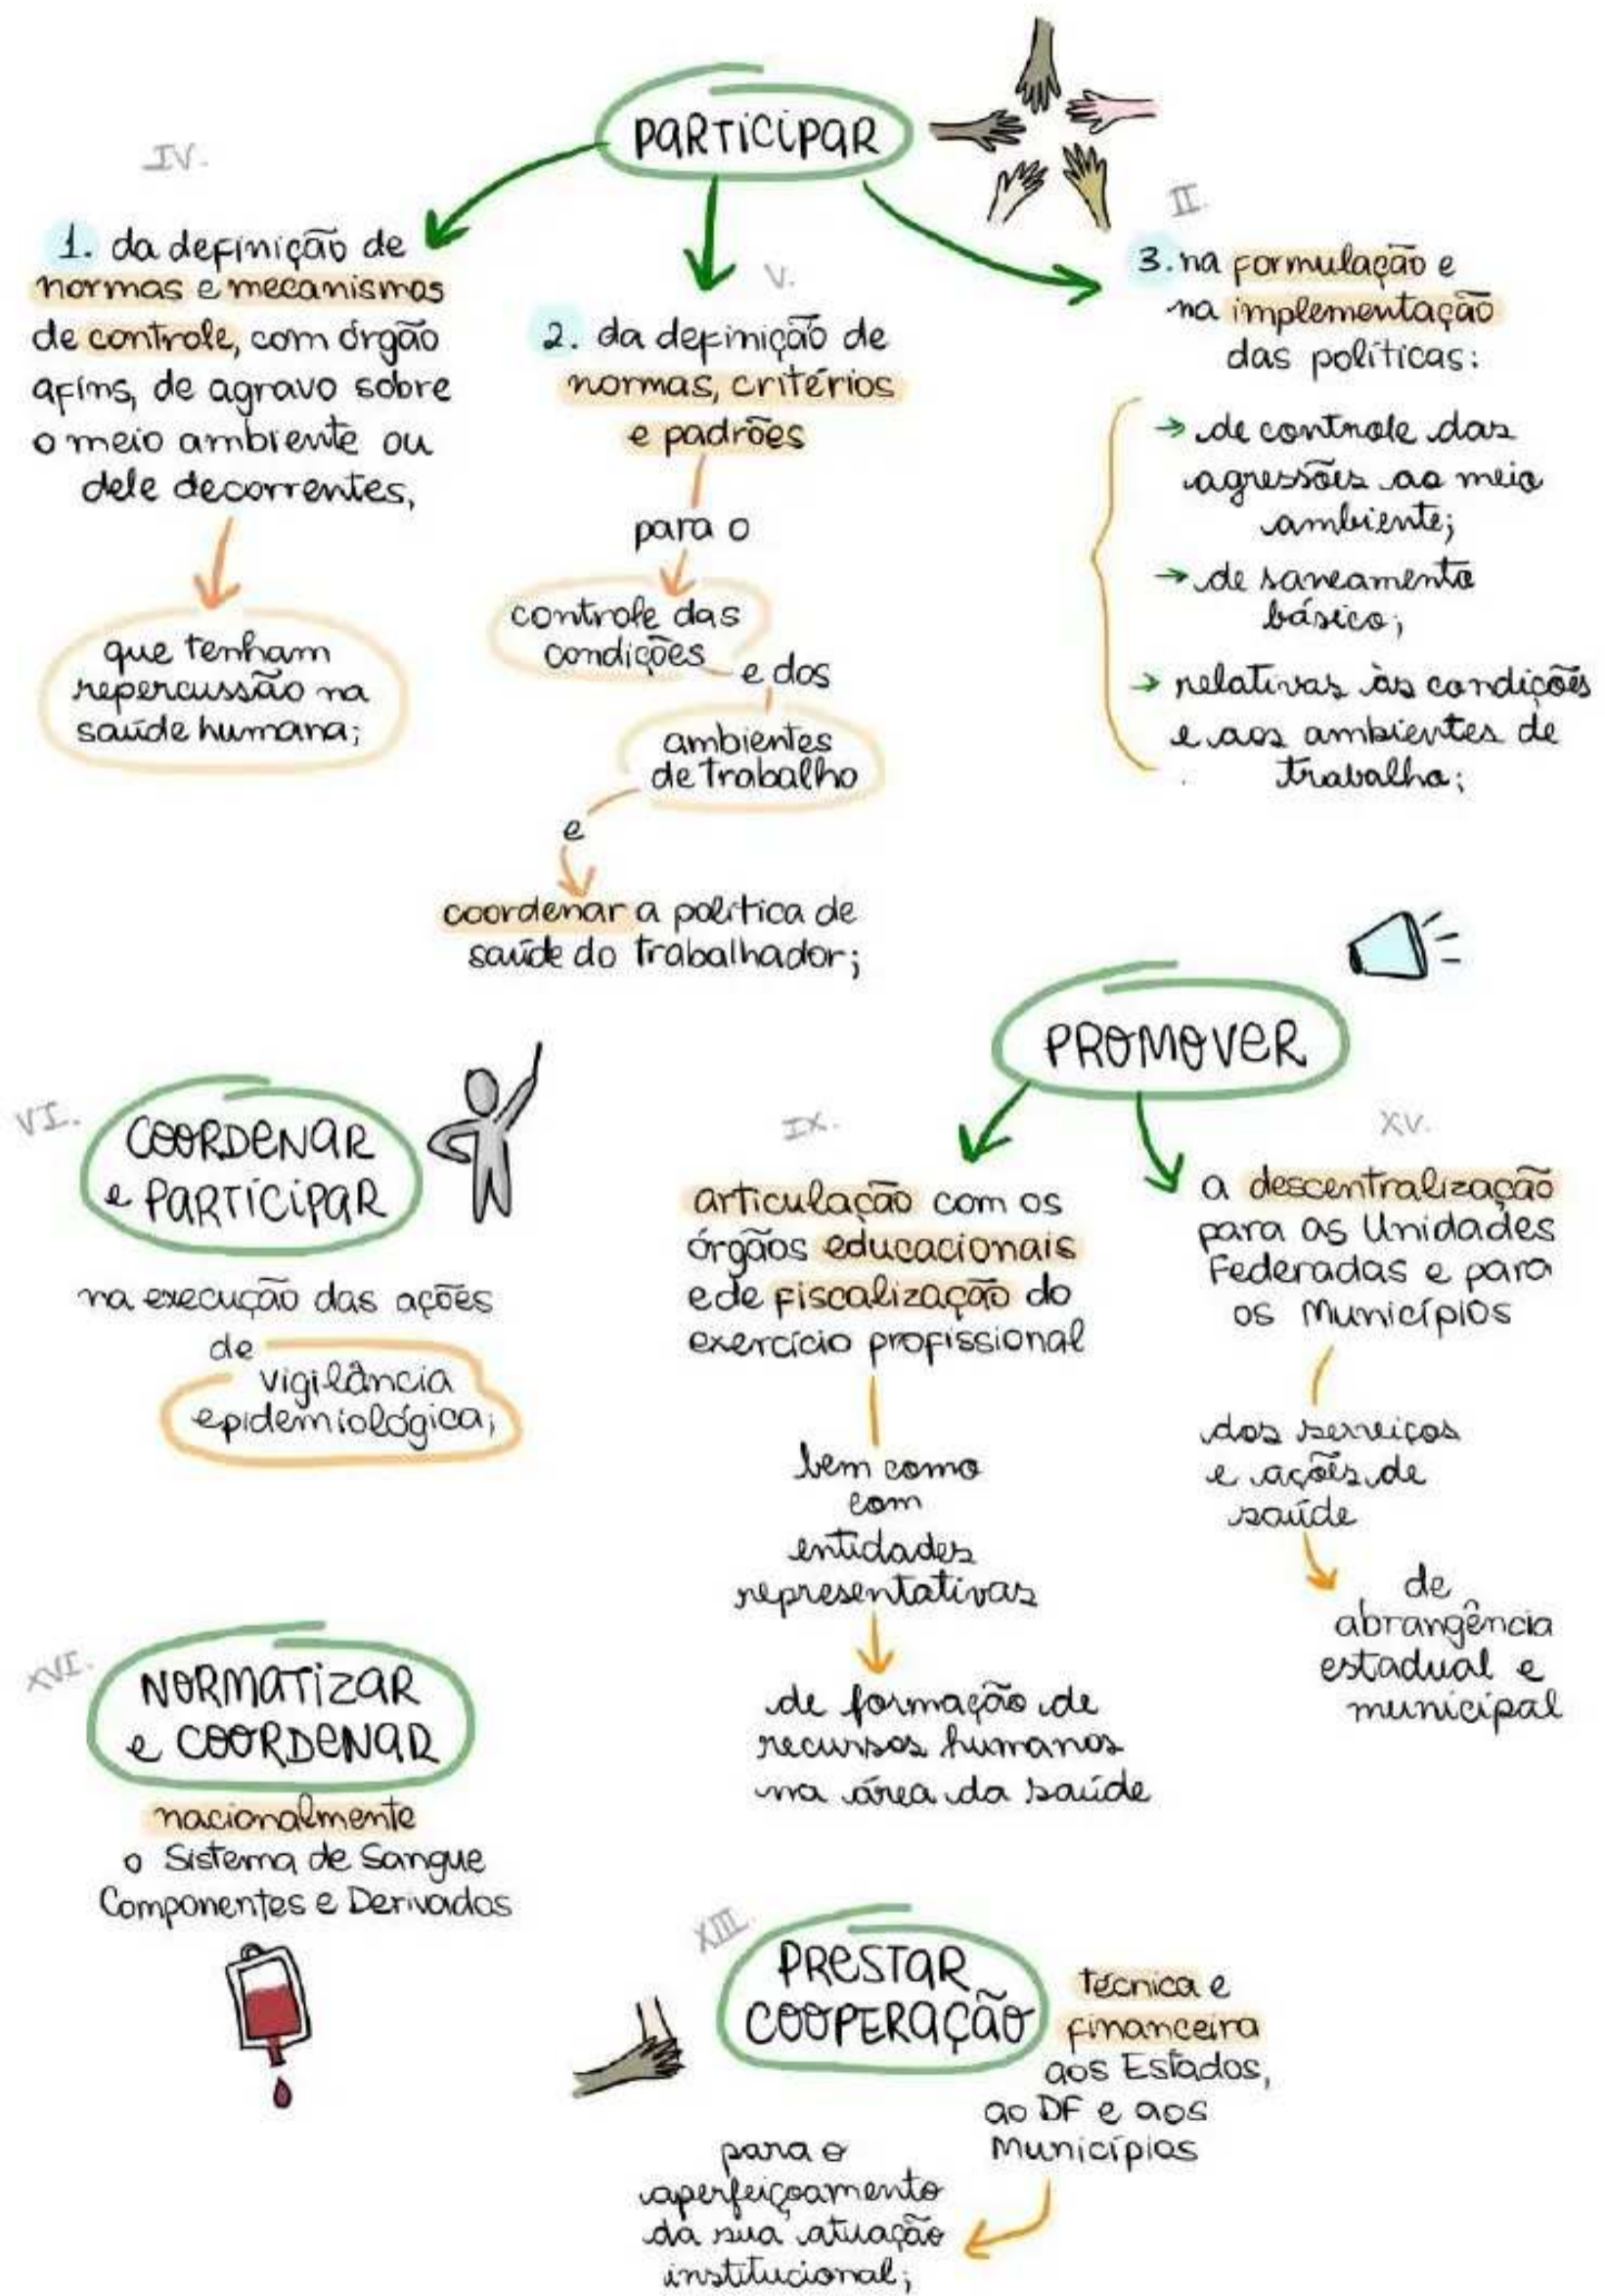 PARTICIPAR
IV.
1. da definição de
normas e mecanismos
de controle, com órgão
afins, de agravo sobre
o meio ambiente ou
dele decorrentes,
que tenham
repercussão na
saúde humana;
V.
2. da definição de
normas, critérios
e padrões
para o
controle das
condições
e dos
ambientes
de trabalho
e
coordenar a política de
saúde do trabalhador;
II.
3. na formulação e
na implementação
das políticas:
→ de controle das
agressões ao meio
ambiente;
→ de saneamento
básico;
→ relativas às condições
e aos ambientes de
trabalho;
VI.
COORDENAR
e PARTICIPAR
na execução das ações
de
vigilância
epidemiológica;
PROMOVER
IX.
articulação com os
órgãos educacionais
e de fiscalização do
exercício profissional
bem como
com
entidades
representativas
de formação de
recursos humanos
na área da saúde
XV.
a descentralização
para as Unidades
Federadas e para
os Municípios
dos serviços
e ações de
saúde
de
abrangência
estadual e
municipal
XVI.
NORMATIZAR
e COORDENAR
nacionalmente
o Sistema de Sangue
Componentes e Derivados
XIII.
PRESTAR
COOPERAÇÃO
técnica e
financeira
aos Estados,
ao DF e aos
Municípios
para o
aperfeiçoamento
da sua atuação
institucional;